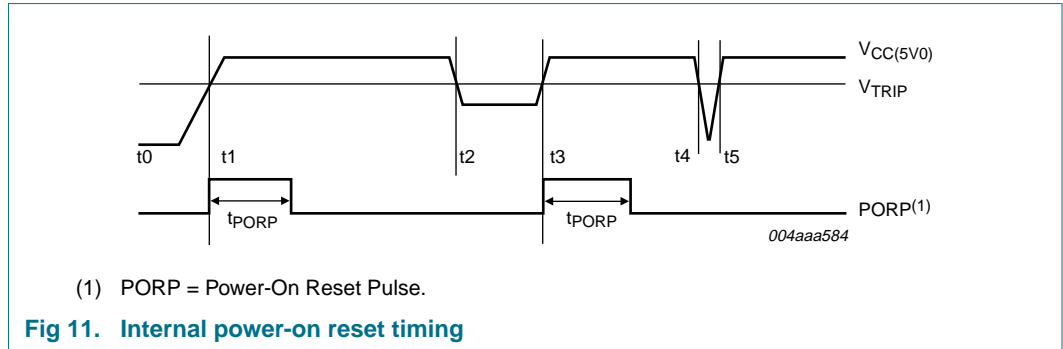 VCC(5V0)
VTRIP
t0 t1 t2 t3 t4 t5
tPORP tPORP PORP(1)
004aaa584
(1) PORP = Power-On Reset Pulse.
Fig 11. Internal power-on reset timing